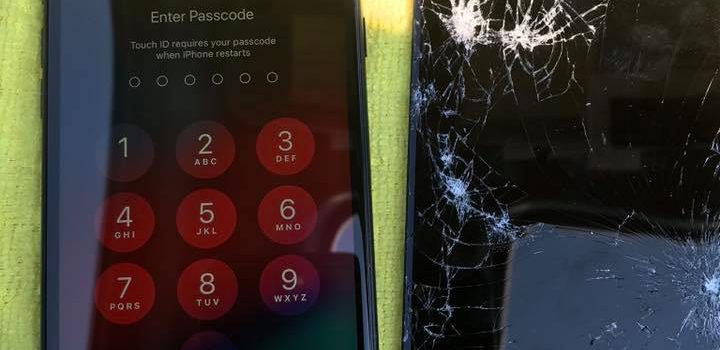 Enter Passcode
Touch ID requires your passcode
when iPhone restarts
1 2 3
ABC DEF
4 5 6
GHI JKL MNO
7 8 9
PQRS TUV WXYZ